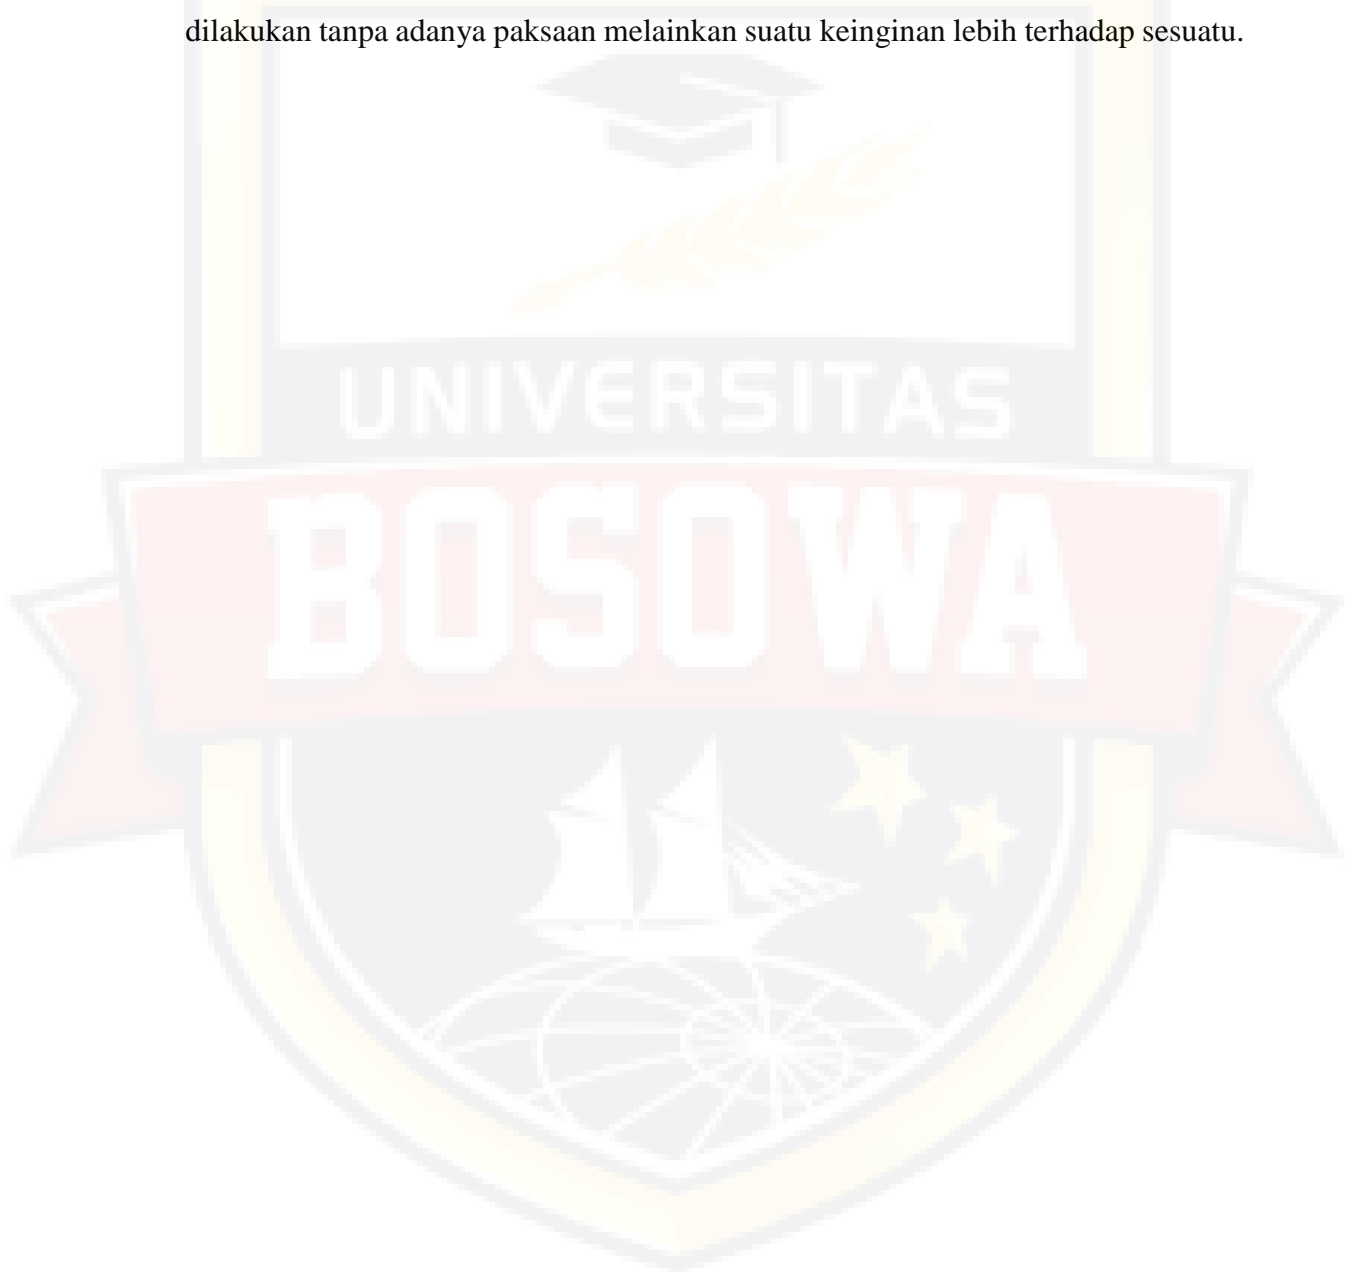 dilakukan tanpa adanya paksaan melainkan suatu keinginan lebih terhadap sesuatu.
UNIVERSITAS
BOSOWA